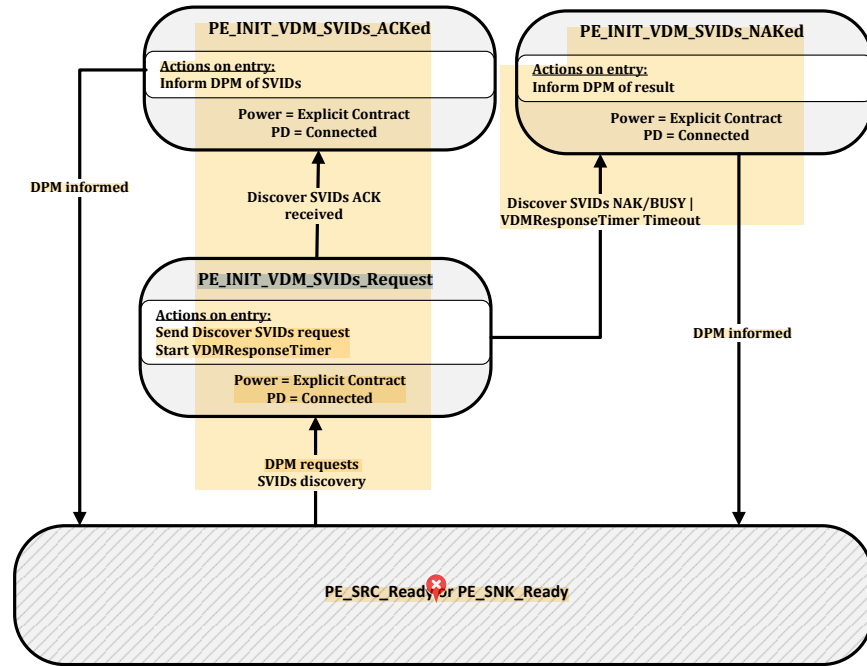 PE_INIT_VDM_SVIDs_ACKed
Actions on entry:
Inform DPM of SVIDs
Power = Explicit Contract
PD = Connected
PE_INIT_VDM_SVIDs_NAKed
Actions on entry:
Inform DPM of result
Power = Explicit Contract
PD = Connected
DPM informed
Discover SVIDs ACK
received
Discover SVIDs NAK/BUSY |
VDMResponseTimer Timeout
PE_INIT_VDM_SVIDs_Request
Actions on entry:
Send Discover SVIDs request
Start VDMResponseTimer
Power = Explicit Contract
PD = Connected
DPM informed
DPM requests
SVIDs discovery
PE_SRC_Ready or PE_SNK_Ready